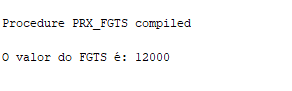 Procedure PRX_FGTS compiled
O valor do FGTS é: 12000